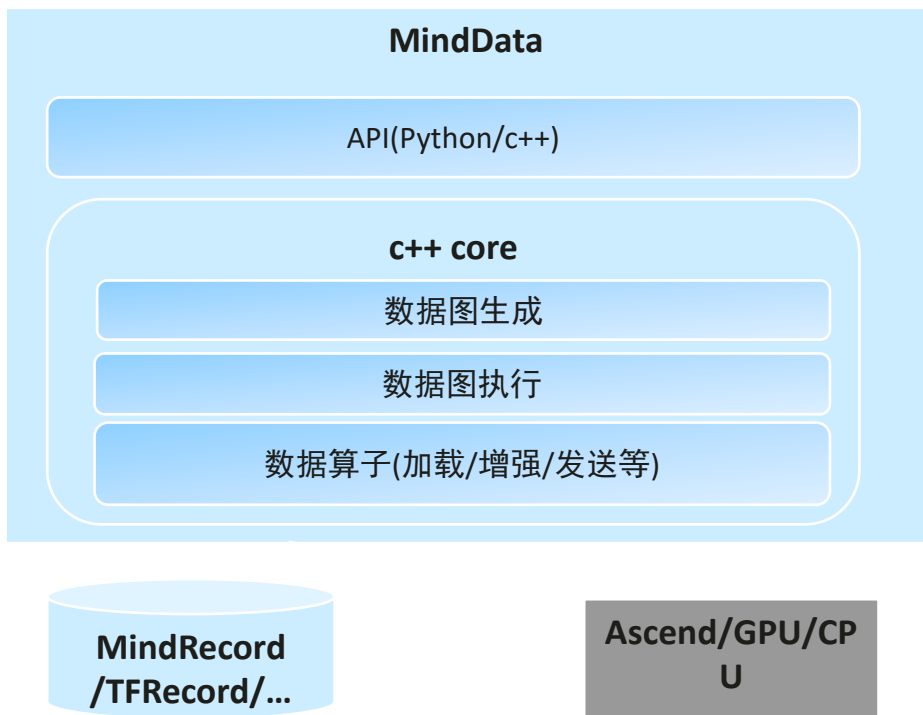 MindData
API(Python/c++)
c++ core
数据图生成
数据图执行
数据算子(加载/增强/发送等)
MindRecord
/TFRecord/...
Ascend/GPU/CP
U